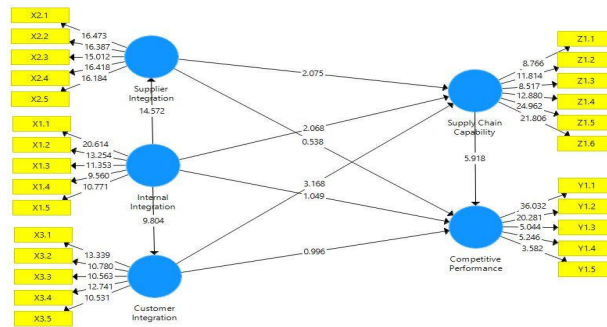 X2.1
X2.2
X2.3
X2.4
X2.5
16.473
16.387
15.012
16.418
16.184
Supplier
Integration
14.572
X1.1
X1.2
X1.3
X1.4
X1.5
20.614
13.254
11.353
9.560
10.771
Internal
Integration
9.804
X3.1
X3.2
X3.3
X3.4
X3.5
13.339
10.780
10.563
12.741
10.531
Customer
Integration
2.075
2.068
0.538
3.168
1.049
0.996
Supply Chain
Capability
5.918
Competitive
Performance
8.766
11.814
8.517
12.880
24.962
21.806
Z1.1
Z1.2
Z1.3
Z1.4
Z1.5
Z1.6
36.032
20.281
5.044
5.246
3.582
Y1.1
Y1.2
Y1.3
Y1.4
Y1.5